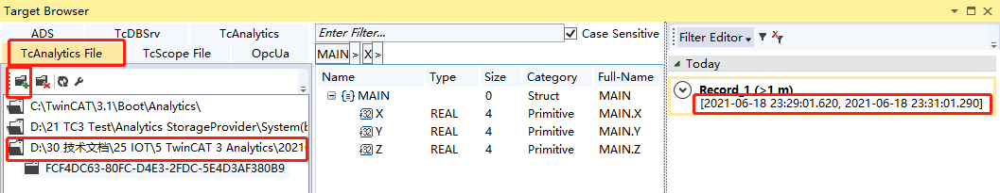 Target Browser
ADS TcDBSrv TcAnalytics
TcAnalytics File TcScope File OpcUa
C:\TwinCAT\3.1\Boot\Analytics\
D:\21 TC3 Test\Analytics StorageProvider\System(b
D:\30 技术文档\25 IOT\5 TwinCAT 3 Analytics\2021
FCF4DC63-80FC-D4E3-2FDC-5E4D3AF380B9
Enter Filter... Case Sensitive
MAIN > X >
Name Type Size Category Full-Name
MAIN 0 Struct MAIN
X REAL 4 Primitive MAIN.X
Y REAL 4 Primitive MAIN.Y
Z REAL 4 Primitive MAIN.Z
Filter Editor
Today
Record_1 (>1 m)
[2021-06-18 23:29:01.620, 2021-06-18 23:31:01.290]